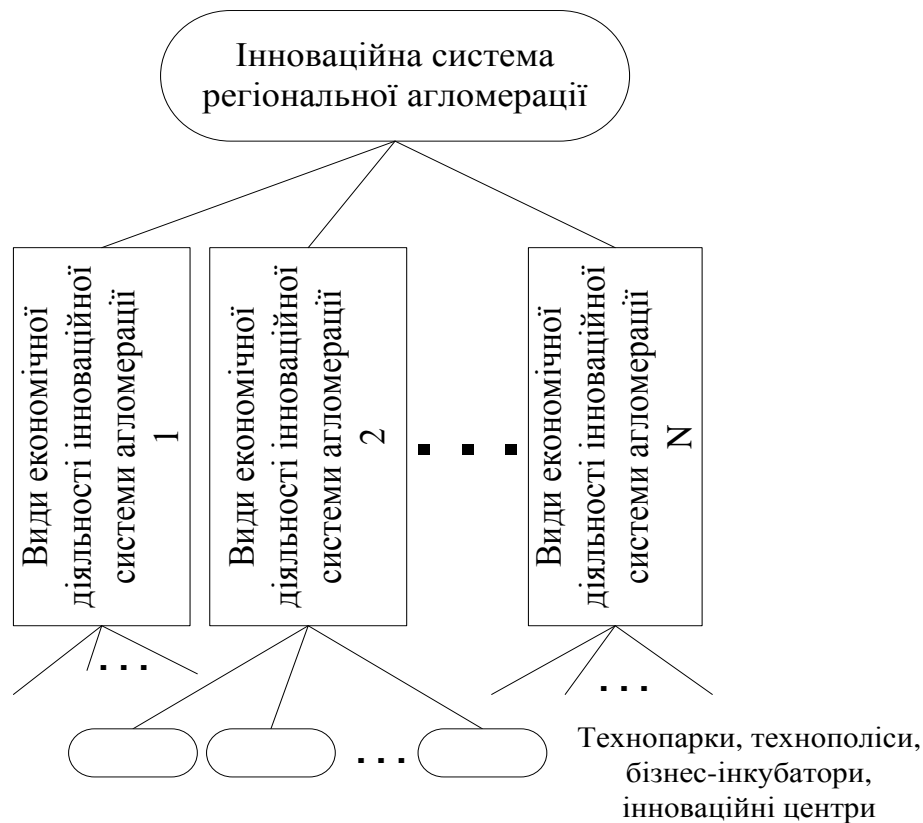 Інноваційна система
регіональної агломерації
Види економічної
діяльності інноваційної
системи агломерації
1
Види економічної
діяльності інноваційної
системи агломерації
2
Види економічної
діяльності інноваційної
системи агломерації
N
Технопарки, технополіси,
бізнес-інкубатори,
інноваційні центри